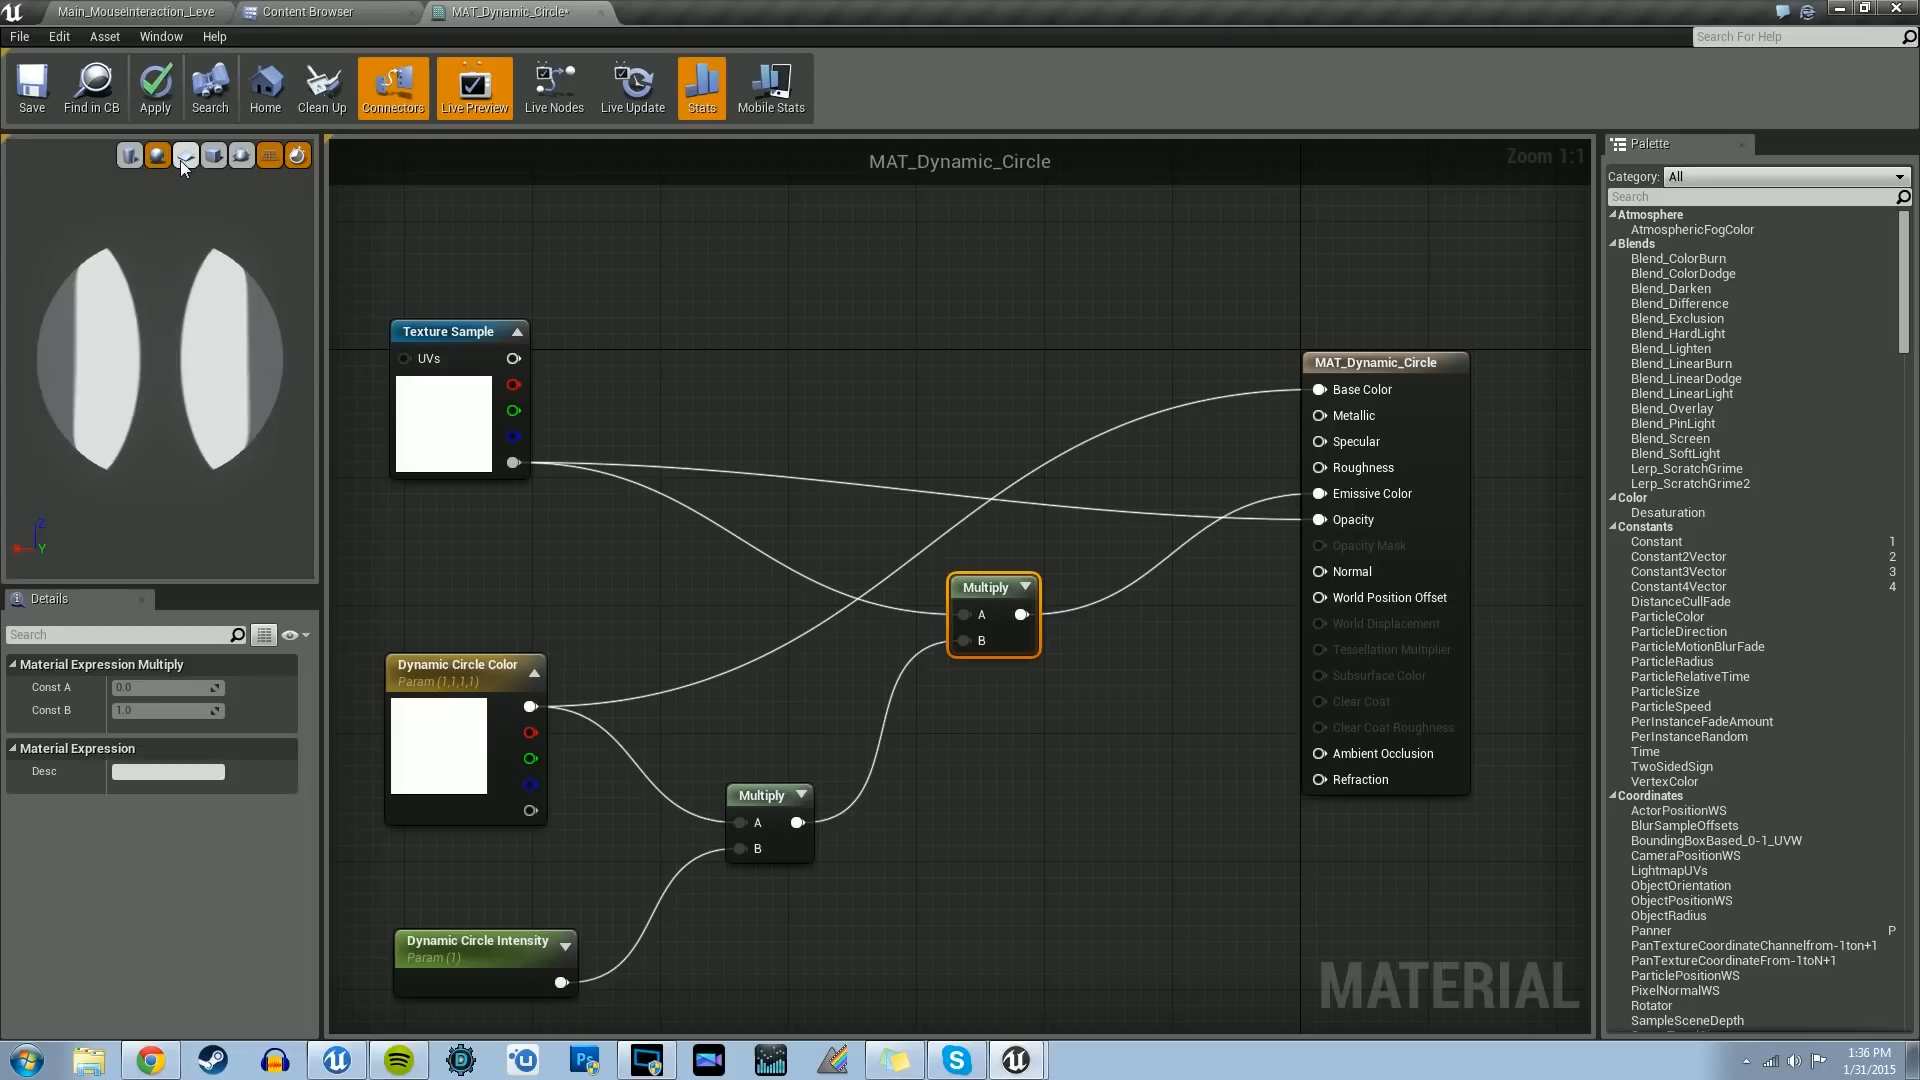 Main_MouseInteraction_Leve
Content Browser
MAT_Dynamic_Circle*
File
Edit
Asset
Window
Help
Search For Help
Save
Find in CB
Apply
Search
Home
Clean Up
Connectors
Live Preview
Live Nodes
Live Update
Stats
Mobile Stats
MAT_Dynamic_Circle
Zoom 1:1
Z
Y
Details
Search
Material Expression Multiply
Const A 0.0
Const B 1.0
Material Expression
Desc
Texture Sample
UVs
Dynamic Circle Color
Param (1,1,1,1)
Dynamic Circle Intensity
Param (1)
Multiply
A
B
Multiply
A
B
MAT_Dynamic_Circle
Base Color
Metallic
Specular
Roughness
Emissive Color
Opacity
Opacity Mask
Normal
World Position Offset
World Displacement
Tessellation Multiplier
Subsurface Color
Clear Coat
Clear Coat Roughness
Ambient Occlusion
Refraction
MATERIAL
Palette
Category: All
Search
Atmosphere
AtmosphericFogColor
Blends
Blend_ColorBurn
Blend_ColorDodge
Blend_Darken
Blend_Difference
Blend_Exclusion
Blend_HardLight
Blend_Lighten
Blend_LinearBurn
Blend_LinearDodge
Blend_LinearLight
Blend_Overlay
Blend_PinLight
Blend_Screen
Blend_SoftLight
Lerp_ScratchGrime
Lerp_ScratchGrime2
Color
Desaturation
Constants
Constant 1
Constant2Vector 2
Constant3Vector 3
Constant4Vector 4
DistanceCullFade
ParticleColor
ParticleDirection
ParticleMotionBlurFade
ParticleRadius
ParticleRelativeTime
ParticleSize
ParticleSpeed
PerInstanceFadeAmount
PerInstanceRandom
Time
TwoSidedSign
VertexColor
Coordinates
ActorPositionWS
BlurSampleOffsets
BoundingBoxBased_0-1_UVW
CameraPositionWS
LightmapUVs
ObjectOrientation
ObjectPositionWS
ObjectRadius
Panner P
PanTextureCoordinateChannelfrom-1ton+1
PanTextureCoordinateFrom-1toN+1
ParticlePositionWS
PixelNormalWS
Rotator
SampleSceneDepth
1:36 PM
1/31/2015